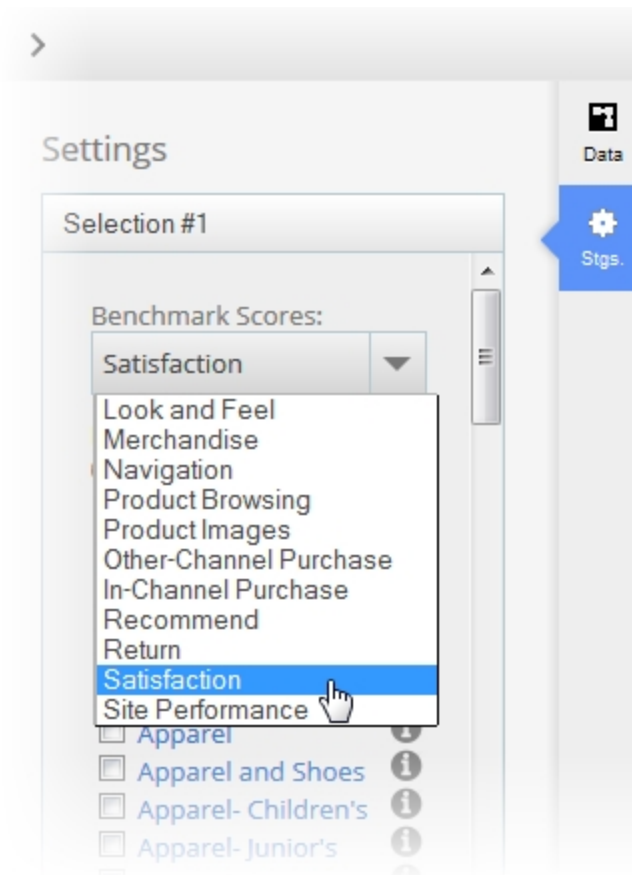 Settings
Data
Stgs.
Selection #1
Benchmark Scores:
Satisfaction
Look and Feel
Merchandise
Navigation
Product Browsing
Product Images
Other-Channel Purchase
In-Channel Purchase
Recommend
Return
Satisfaction
Site Performance
Apparel
Apparel and Shoes
Apparel- Children's
Apparel- Junior's